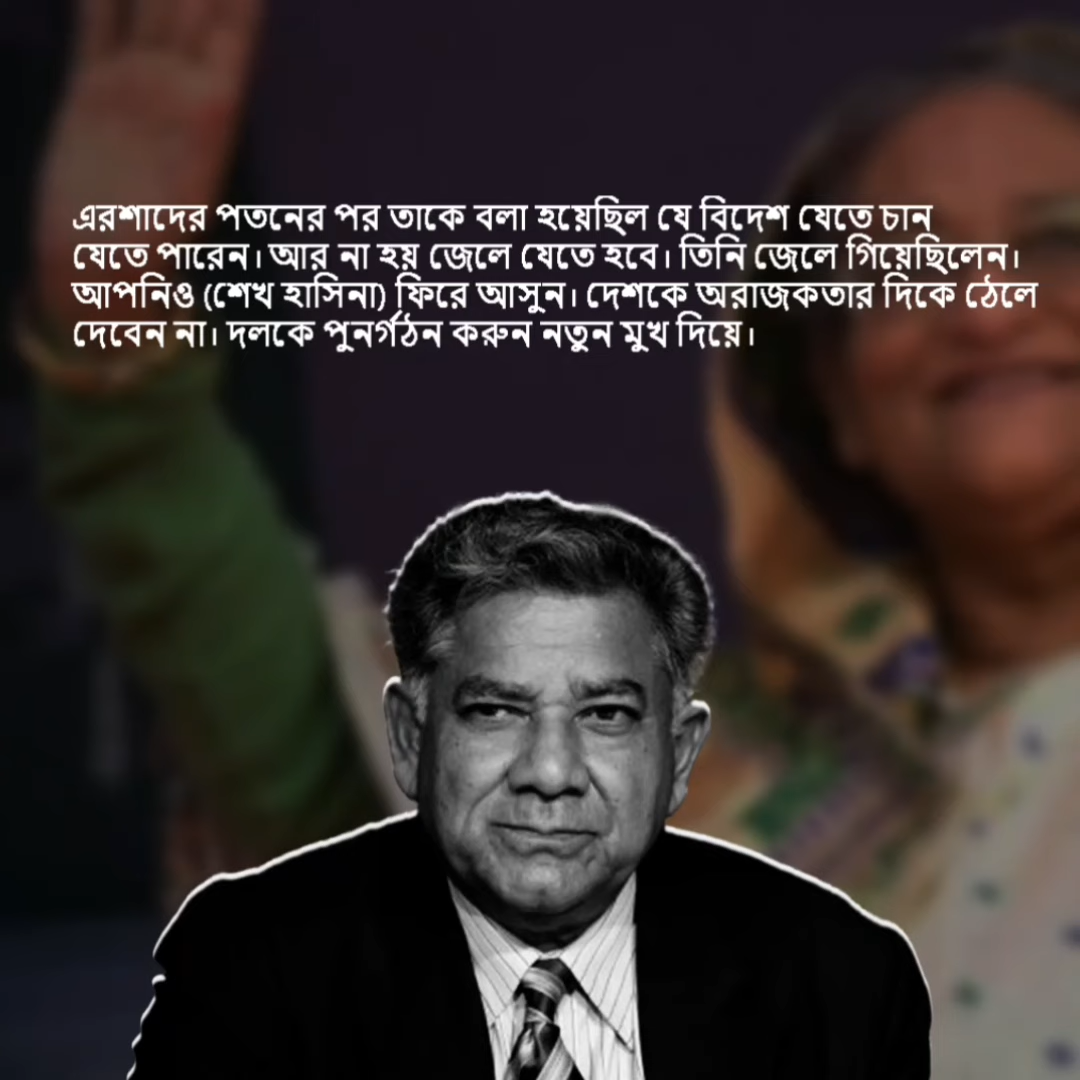 এরশাদের পতনের পর তাকে বলা হয়েছিল যে বিদেশ যেতে চান
যেতে পারেন। আর না হয় জেলে যেতে হবে। তিনি জেলে গিয়েছিলেন।
আপনিও (শেখ হাসিনা) ফিরে আসুন। দেশকে অরাজকতার দিকে ঠেলে
দেবেন না। দলকে পুনর্গঠন করুন নতুন মুখ দিয়ে।